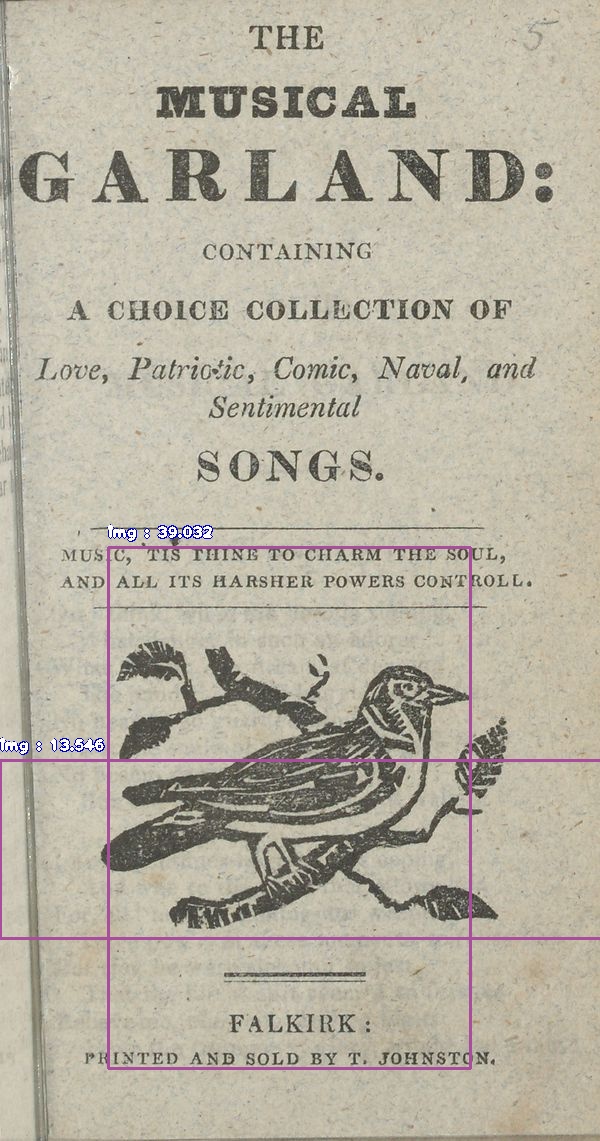 5
THE
MUSICAL
GARLAND:
CONTAINING
A CHOICE COLLECTION OF
Love, Patriotic, Comic, Naval, and
Sentimental
SONGS.
img : 39.032
MUSIC, 'TIS THINE TO CHARM THE SOUL,
AND ALL ITS HARSHER POWERS CONTROLL.
img : 13.546
FALKIRK:
PRINTED AND SOLD BY T. JOHNSTON.